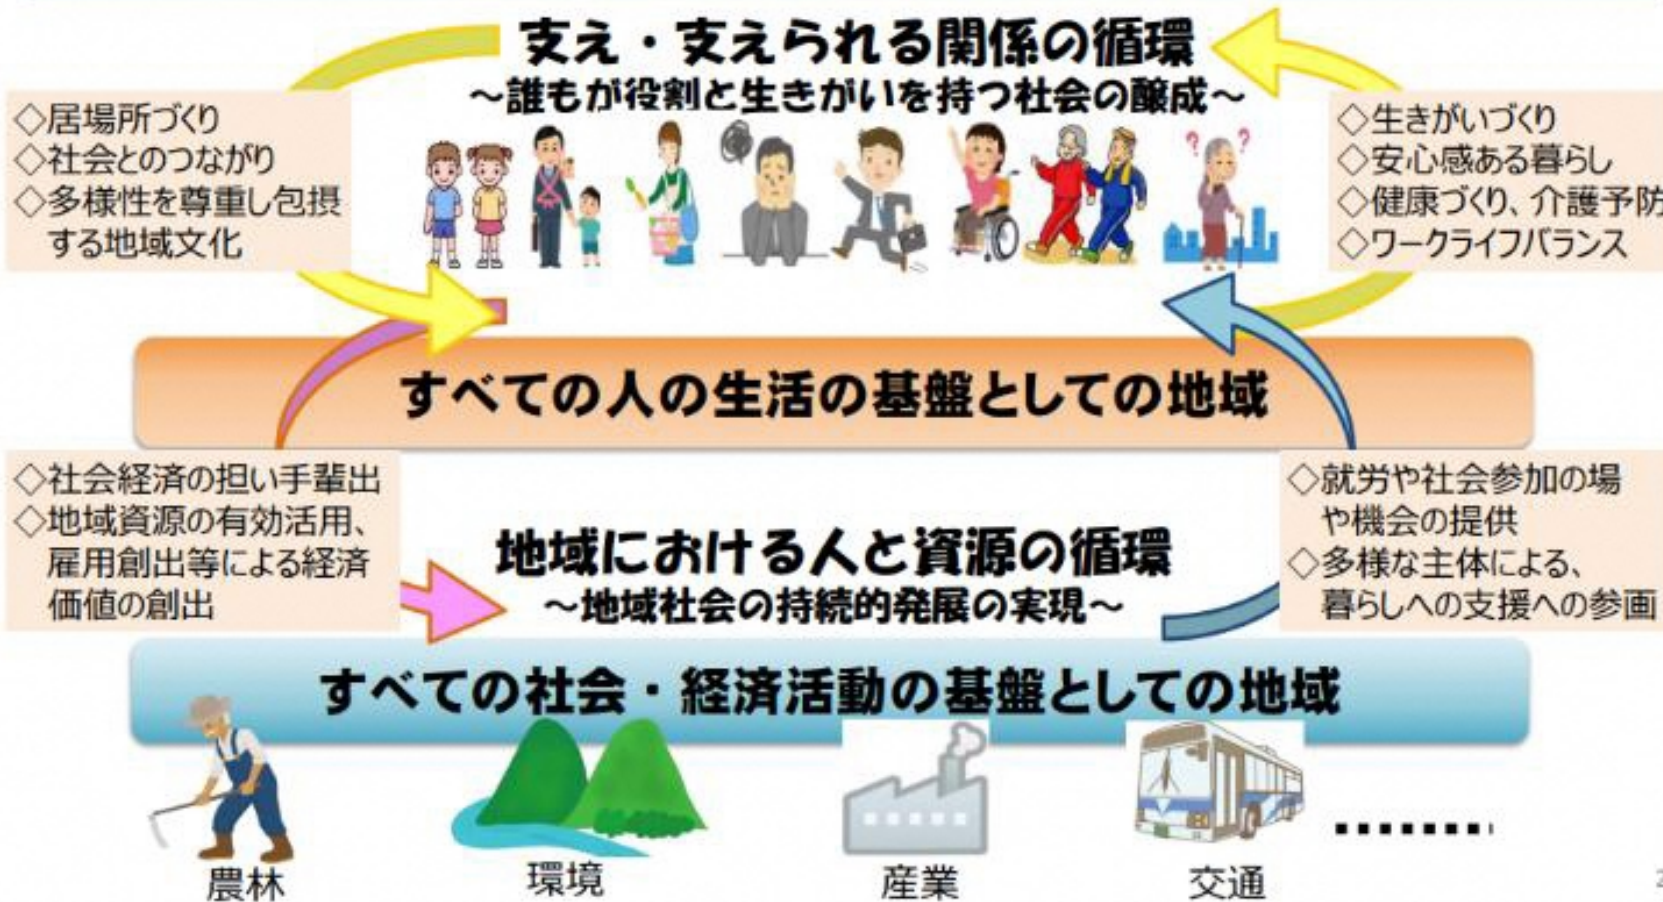 支え・支えられる関係の循環
～誰もが役割と生きがいを持つ社会の醸成～
◇居場所づくり
◇社会とのつながり
◇多様性を尊重し包摂
する地域文化
? ?
◇生きがいづくり
◇安心感ある暮らし
◇健康づくり、介護予防
◇ワークライフバランス
すべての人の生活の基盤としての地域
◇社会経済の担い手輩出
◇地域資源の有効活用、
雇用創出等による経済
価値の創出
地域における人と資源の循環
～地域社会の持続的発展の実現～
◇就労や社会参加の場
や機会の提供
◇多様な主体による、
暮らしへの支援への参画
すべての社会・経済活動の基盤としての地域
農林
環境
産業
交通
2